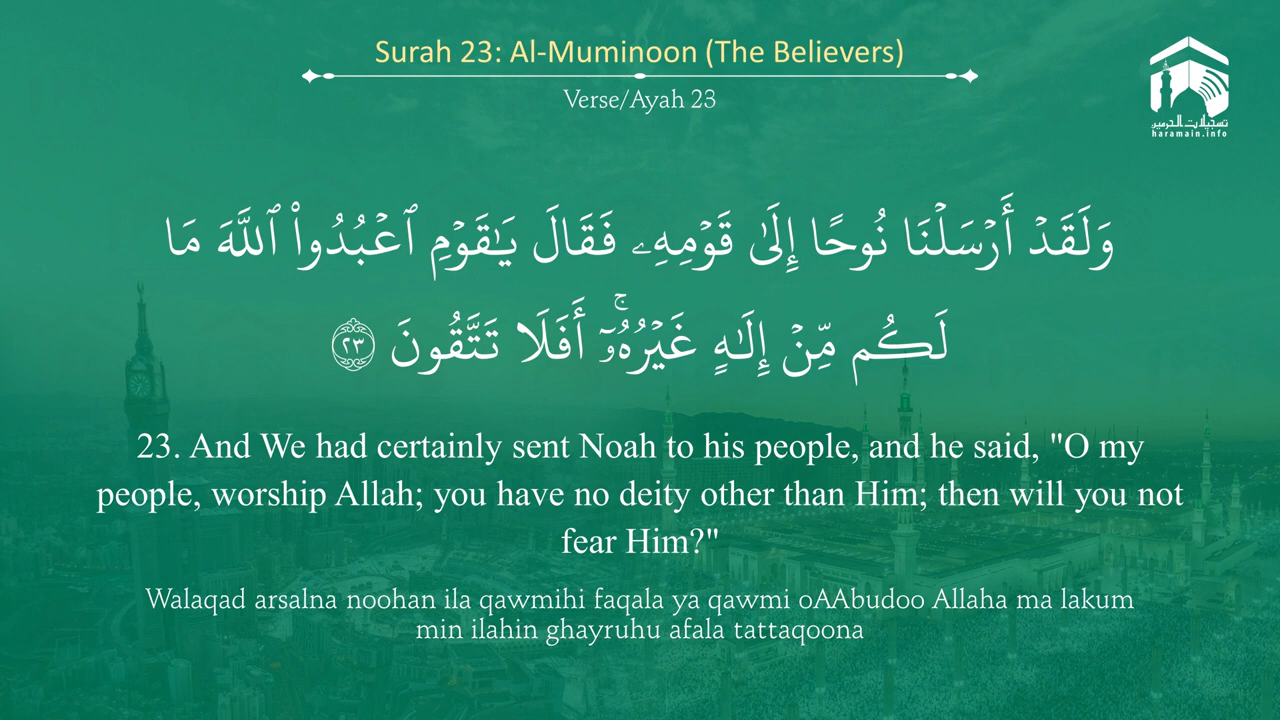 Surah 23: Al-Muminoon (The Believers)
Verse/Ayah 23
تسجيلات الحرمين
haramain.info
وَلَقَدۡ أَرۡسَلۡنَا نُوحًا إِلَىٰ قَوۡمِهِۦ فَقَالَ يَٰقَوۡمِ ٱعۡبُدُواْ ٱللَّهَ مَا
لَكُم مِّنۡ إِلَٰهٍ غَيۡرُهُۥٓۚ أَفَلَا تَتَّقُونَ ٢٣
23. And We had certainly sent Noah to his people, and he said, "O my
people, worship Allah; you have no deity other than Him; then will you not
fear Him?"
Walaqad arsalna noohan ila qawmihi faqala ya qawmi oAAbudoo Allaha ma lakum
min ilahin ghayruhu afala tattaqoona